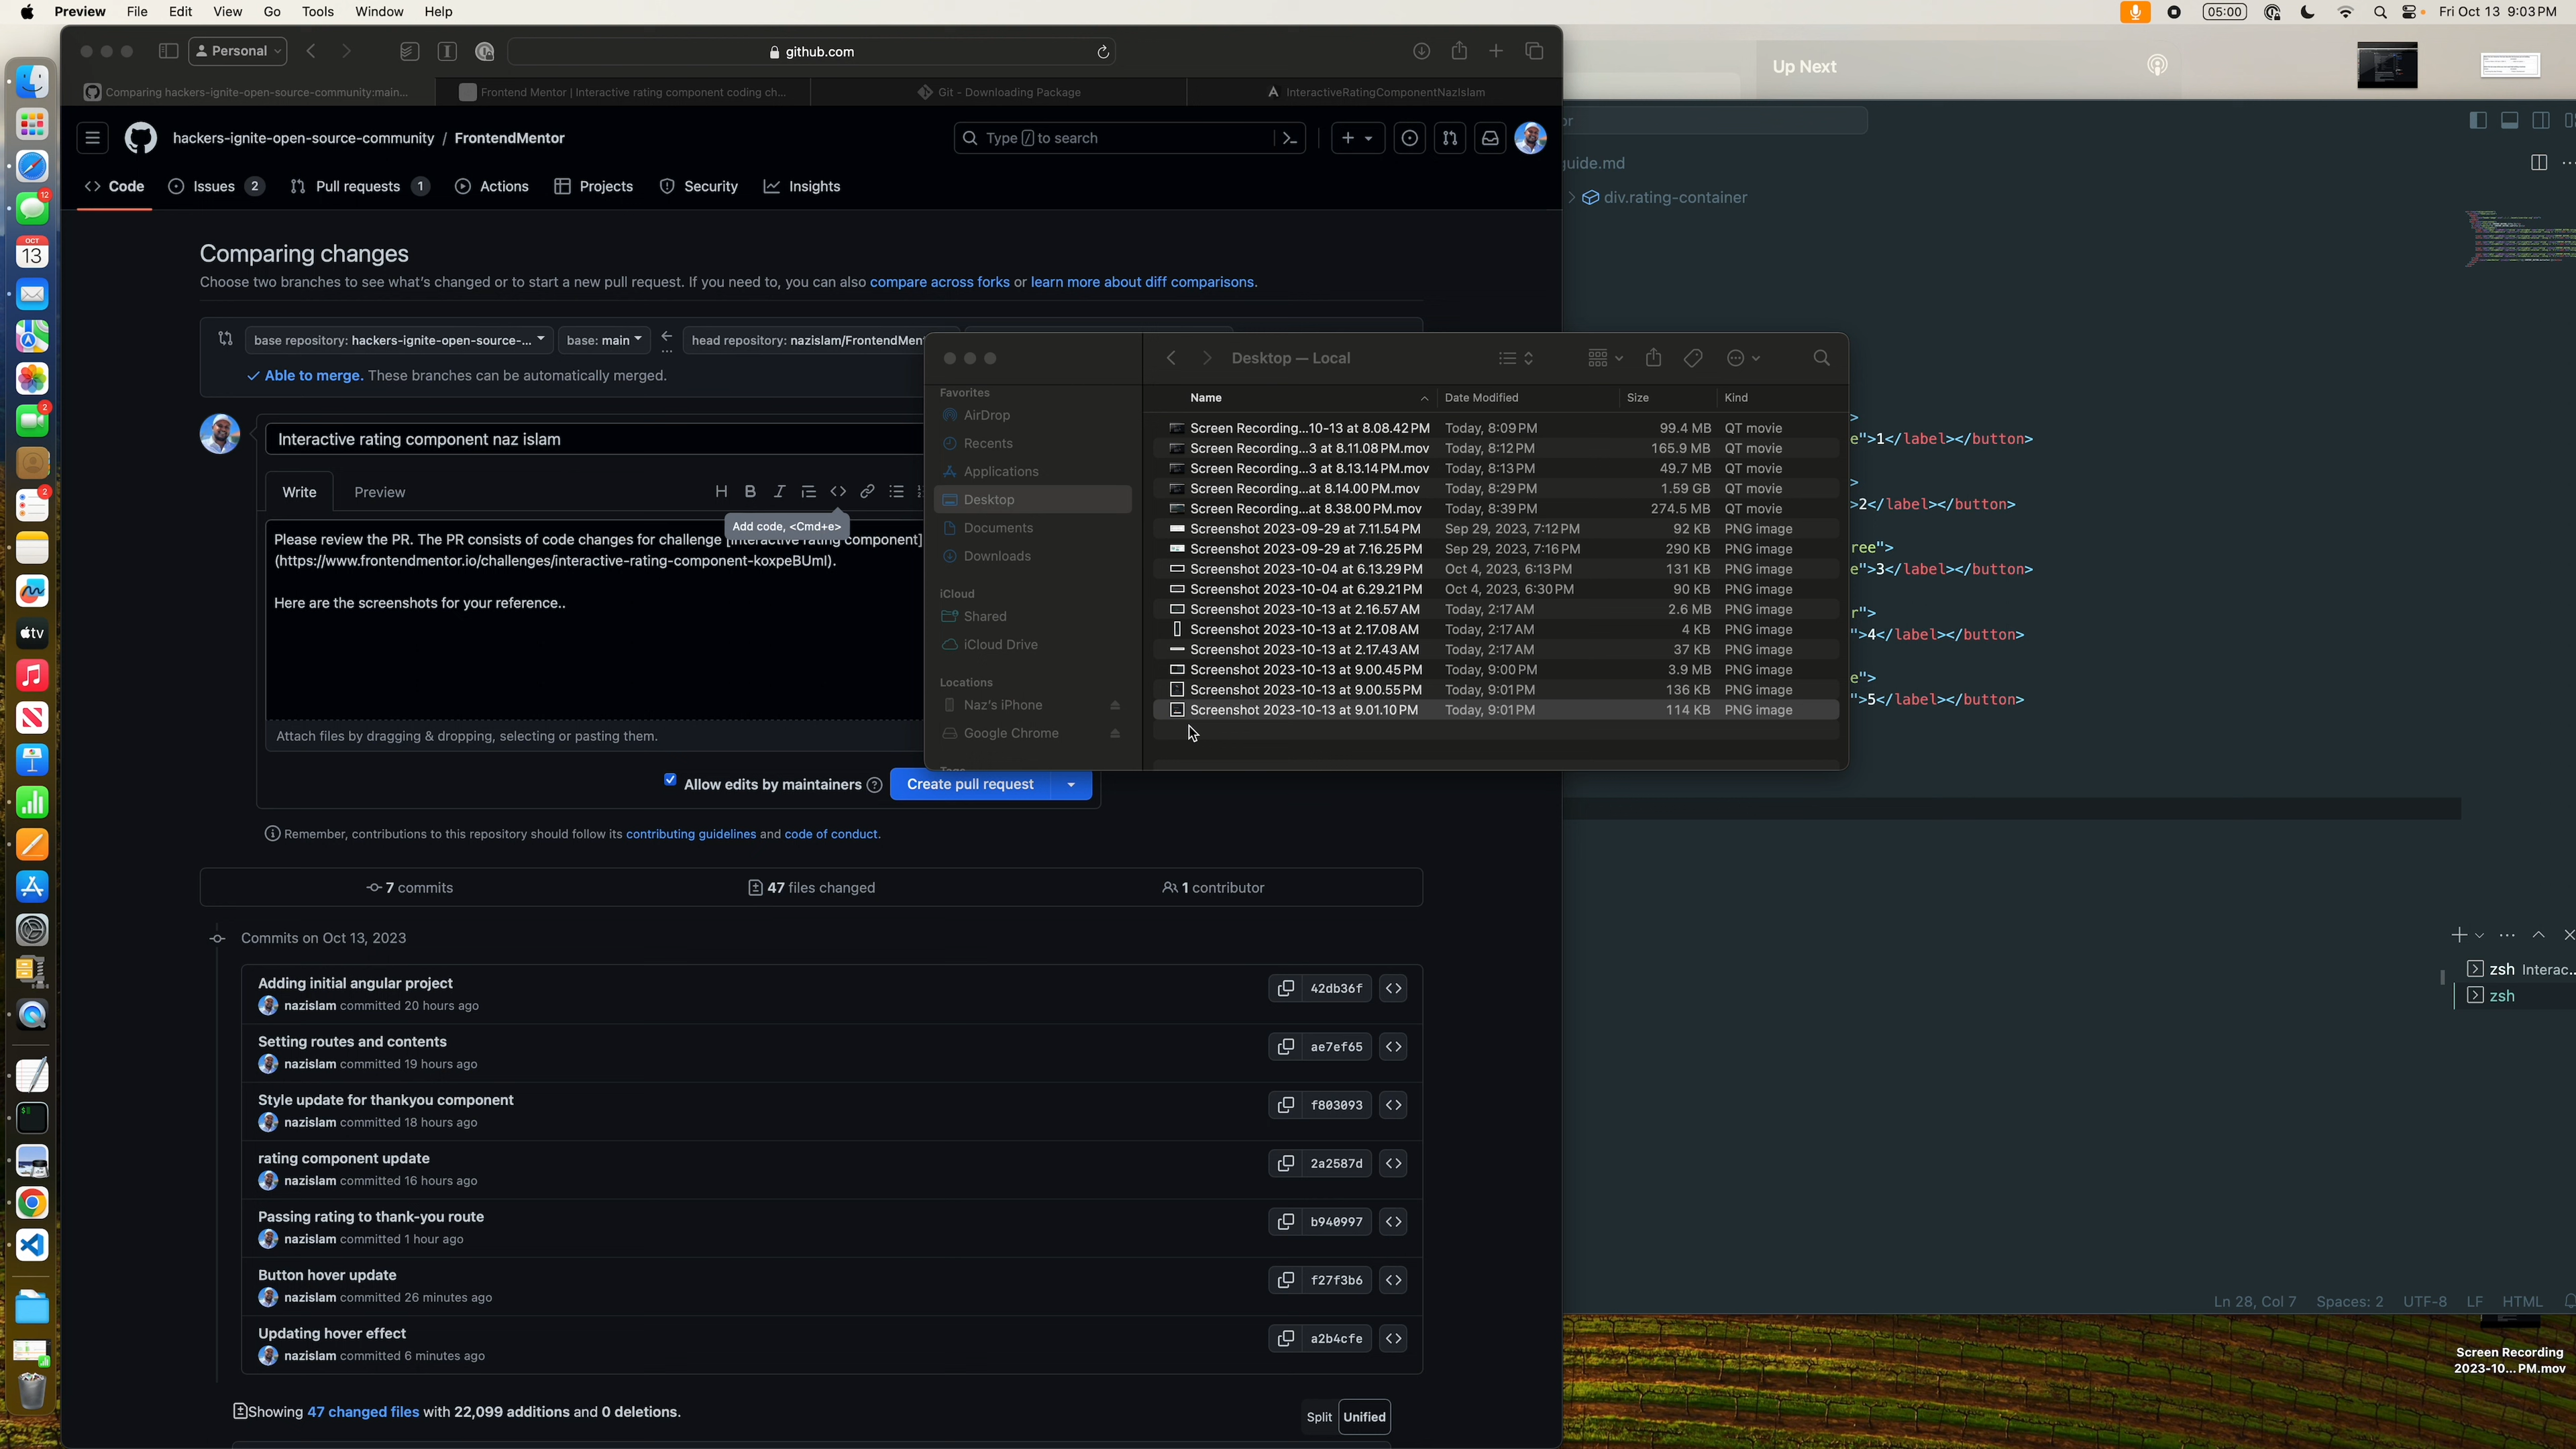 Preview File Edit View Go Tools Window Help
05:00 Fri Oct 13 9:03 PM
Personal
github.com
Up Next
Comparing hackers-ignite-open-source-community:main...
Frontend Mentor | Interactive rating component coding ch...
Git - Downloading Package
InteractiveRatingComponentNazIslam
hackers-ignite-open-source-community / FrontendMentor
Type / to search
Code
Issues 2
Pull requests 1
Actions
Projects
Security
Insights
guide.md
div.rating-container
Comparing changes
Choose two branches to see what's changed or to start a new pull request. If you need to, you can also compare across forks or learn more about diff comparisons.
base repository: hackers-ignite-open-source-...
base: main
head repository: nazislam/FrontendMen
Able to merge. These branches can be automatically merged.
Interactive rating component naz islam
Write
Preview
Add code, <Cmd+e>
Please review the PR. The PR consists of code changes for challenge [interactive rating component]
(https://www.frontendmentor.io/challenges/interactive-rating-component-koxpeBUml).
Here are the screenshots for your reference..
Attach files by dragging & dropping, selecting or pasting them.
Allow edits by maintainers
Create pull request
Remember, contributions to this repository should follow its contributing guidelines and code of conduct.
Favorites
AirDrop
Recents
Applications
Desktop
Documents
Downloads
iCloud
Shared
iCloud Drive
Locations
Naz's iPhone
Google Chrome
Tags
Desktop — Local
Name Date Modified Size Kind
Screen Recording...10-13 at 8.08.42 PM Today, 8:09 PM 99.4 MB QT movie
Screen Recording...3 at 8.11.08 PM.mov Today, 8:12 PM 165.9 MB QT movie
Screen Recording...3 at 8.13.14 PM.mov Today, 8:13 PM 49.7 MB QT movie
Screen Recording...at 8.14.00 PM.mov Today, 8:29 PM 1.59 GB QT movie
Screen Recording...at 8.38.00 PM.mov Today, 8:39 PM 274.5 MB QT movie
Screenshot 2023-09-29 at 7.11.54 PM Sep 29, 2023, 7:12 PM 92 KB PNG image
Screenshot 2023-09-29 at 7.16.25 PM Sep 29, 2023, 7:16 PM 290 KB PNG image
Screenshot 2023-10-04 at 6.13.29 PM Oct 4, 2023, 6:13 PM 131 KB PNG image
Screenshot 2023-10-04 at 6.29.21 PM Oct 4, 2023, 6:30 PM 90 KB PNG image
Screenshot 2023-10-13 at 2.16.57 AM Today, 2:17 AM 2.6 MB PNG image
Screenshot 2023-10-13 at 2.17.08 AM Today, 2:17 AM 4 KB PNG image
Screenshot 2023-10-13 at 2.17.43 AM Today, 2:17 AM 37 KB PNG image
Screenshot 2023-10-13 at 9.00.45 PM Today, 9:00 PM 3.9 MB PNG image
Screenshot 2023-10-13 at 9.00.55 PM Today, 9:01 PM 136 KB PNG image
Screenshot 2023-10-13 at 9.01.10 PM Today, 9:01 PM 114 KB PNG image
>
e">1</label></button>
>
>2</label></button>
ree">
e">3</label></button>
r">
">4</label></button>
e">
">5</label></button>
7 commits
47 files changed
1 contributor
Commits on Oct 13, 2023
Adding initial angular project
nazislam committed 20 hours ago
42db36f
Setting routes and contents
nazislam committed 19 hours ago
ae7ef65
Style update for thankyou component
nazislam committed 18 hours ago
f803093
rating component update
nazislam committed 16 hours ago
2a2587d
Passing rating to thank-you route
nazislam committed 1 hour ago
b940997
Button hover update
nazislam committed 26 minutes ago
f27f3b6
Updating hover effect
nazislam committed 6 minutes ago
a2b4cfe
Showing 47 changed files with 22,099 additions and 0 deletions.
Split Unified
zsh Interac...
zsh
Ln 28, Col 7 Spaces: 2 UTF-8 LF HTML
Screen Recording
2023-10...PM.mov
OCT
13
12
2
2
tv